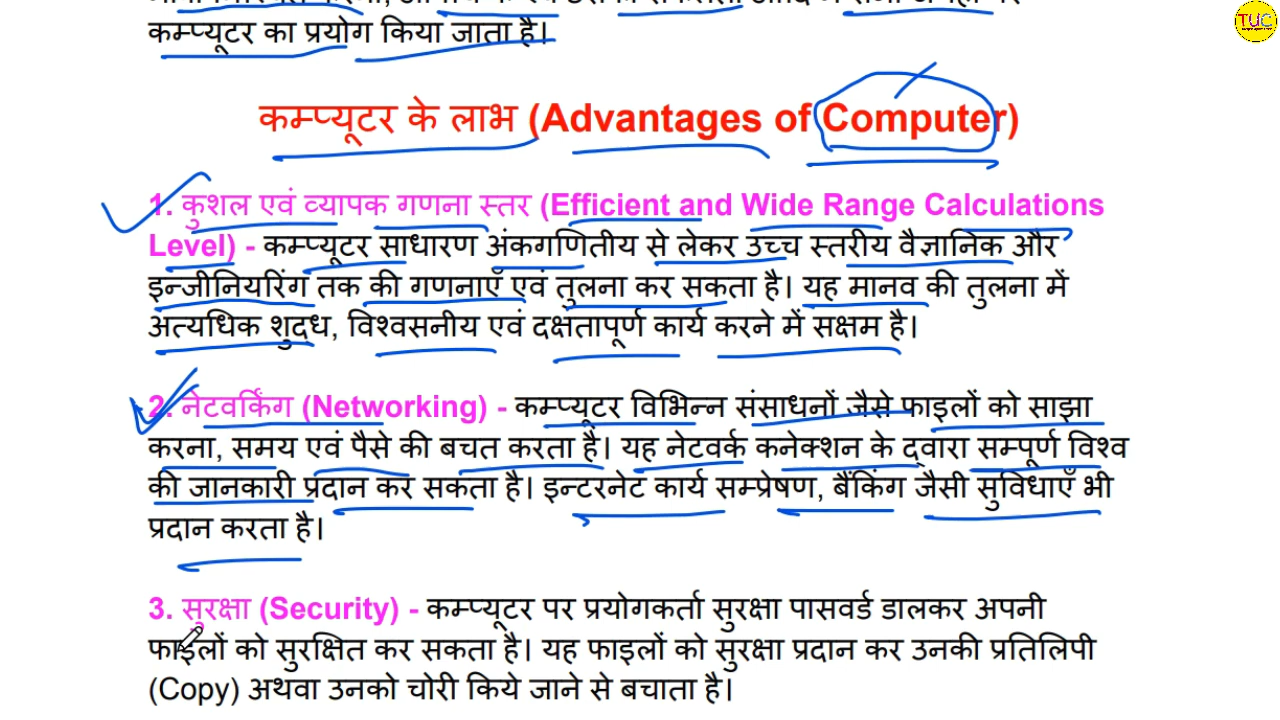 कम्प्यूटर का प्रयोग किया जाता है।
TUC
कम्प्यूटर के लाभ (Advantages of Computer)
1. कुशल एवं व्यापक गणना स्तर (Efficient and Wide Range Calculations
Level) - कम्प्यूटर साधारण अंकगणितीय से लेकर उच्च स्तरीय वैज्ञानिक और
इन्जीनियरिंग तक की गणनाएँ एवं तुलना कर सकता है। यह मानव की तुलना में
अत्यधिक शुद्ध, विश्वसनीय एवं दक्षतापूर्ण कार्य करने में सक्षम है।
2. नेटवर्किंग (Networking) - कम्प्यूटर विभिन्न संसाधनों जैसे फाइलों को साझा
करना, समय एवं पैसे की बचत करता है। यह नेटवर्क कनेक्शन के द्वारा सम्पूर्ण विश्व
की जानकारी प्रदान कर सकता है। इन्टरनेट कार्य सम्प्रेषण, बैंकिंग जैसी सुविधाएँ भी
प्रदान करता है।
3. सुरक्षा (Security) - कम्प्यूटर पर प्रयोगकर्ता सुरक्षा पासवर्ड डालकर अपनी
फाइलों को सुरक्षित कर सकता है। यह फाइलों को सुरक्षा प्रदान कर उनकी प्रतिलिपी
(Copy) अथवा उनको चोरी किये जाने से बचाता है।